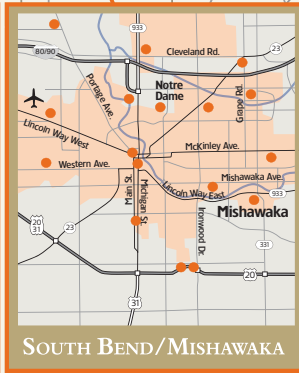 933
Cleveland Rd.
23
80/90
Portage Ave.
Notre
Dame
Grape Rd.
Lincoln Way West
McKinley Ave.
Western Ave.
Main St.
Michigan St.
Lincoln Way East
Mishawaka Ave.
933
Mishawaka
Ironwood Dr.
20
31
23
331
20
31
SOUTH BEND/MISHAWAKA